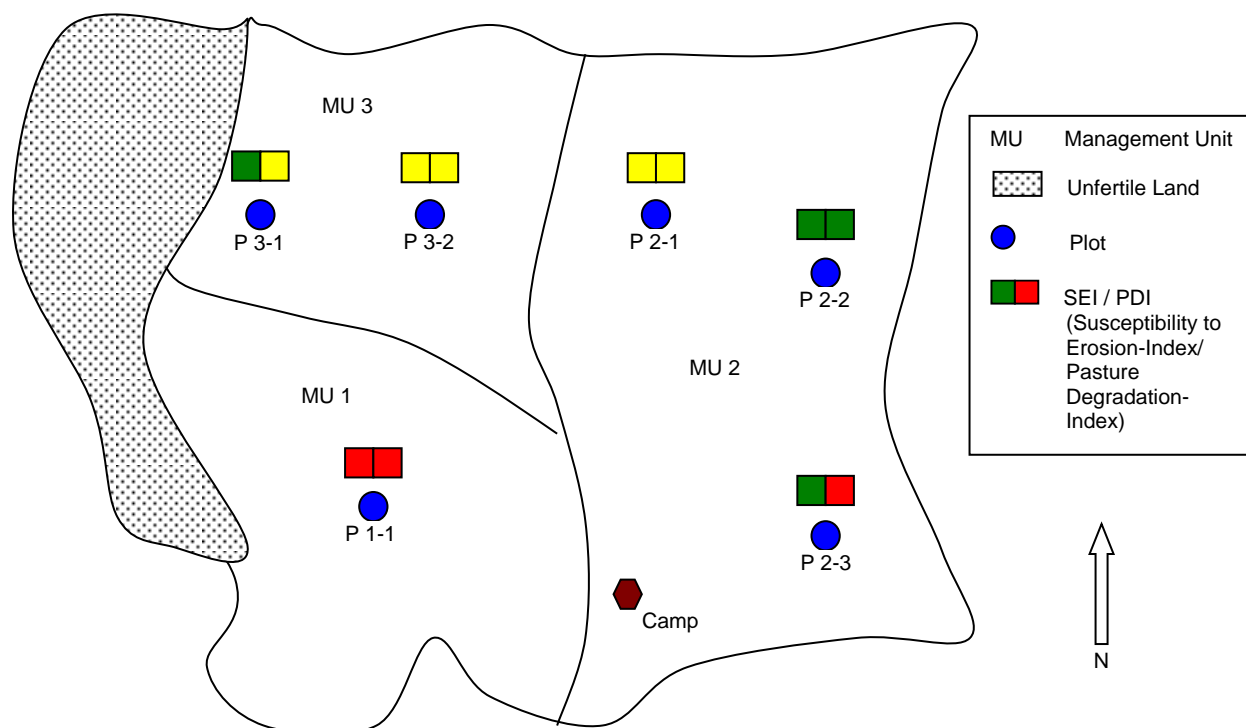 MU 3
P 3-1
P 3-2
P 2-1
P 2-2
MU 2
MU 1
P 1-1
P 2-3
Camp
MU Management Unit
Unfertile Land
Plot
SEI / PDI
(Susceptibility to
Erosion-Index/
Pasture
Degradation-
Index)
N